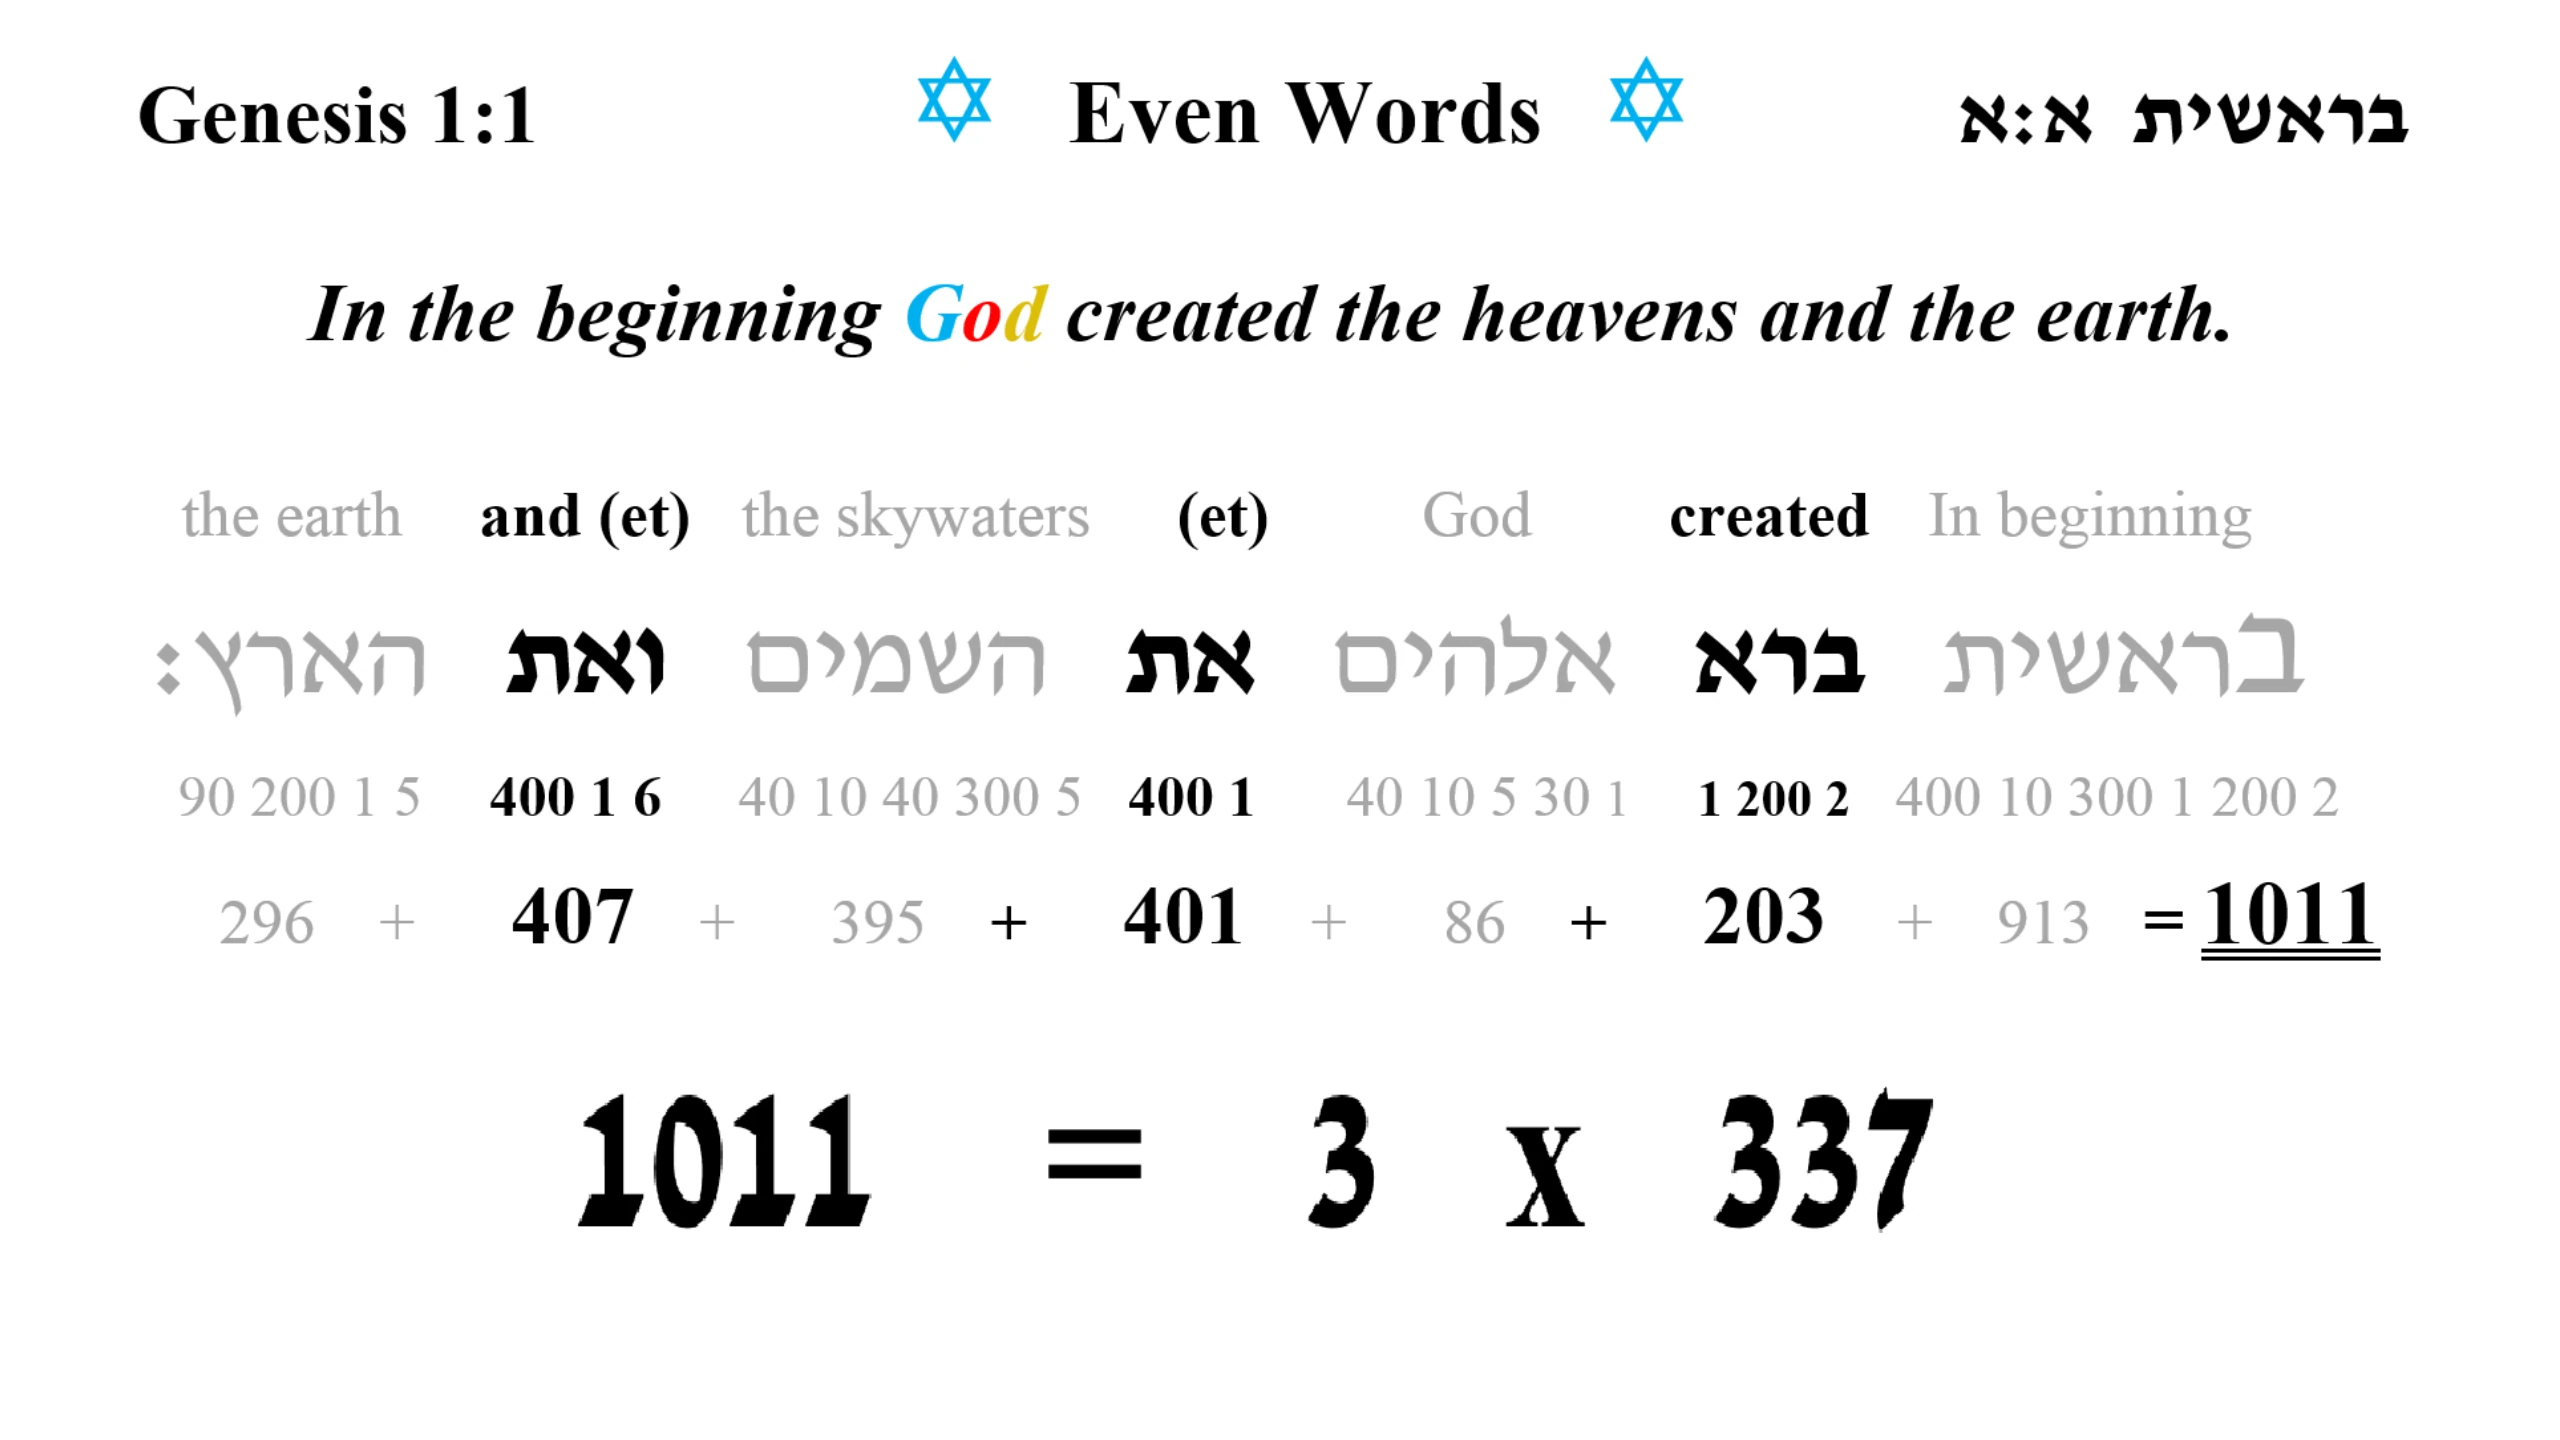 Genesis 1:1 ✡ Even Words ✡ בראשית א:א
In the beginning God created the heavens and the earth.
the earth and (et) the skywaters (et) God created In beginning
בראשית ברא אלהים את השמים ואת הארץ:
90 200 1 5 400 1 6 40 10 40 300 5 400 1 40 10 5 30 1 1 200 2 400 10 300 1 200 2
296 + 407 + 395 + 401 + 86 + 203 + 913 = 1011
1011 = 3 x 337